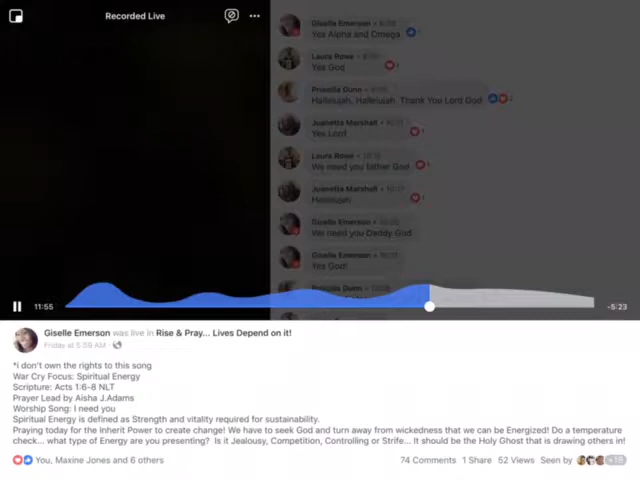 Recorded Live
Giselle Emerson
Yes Alpha and Omega
Laura Rowe
Yes God
Priscilla Dunn
Hallelujah, Hallelujah. Thank You Lord God
2
Juanetta Marshall
Yes Lord
Laura Rowe • 10:15
We need you father God
Juanetta Marshall
Hallelujah
Giselle Emerson
We need you Daddy God
Giselle Emerson
Yes God!
Dunn
11:55
-5:23
Giselle Emerson was live in Rise & Pray... Lives Depend on it!
Friday at 5:59 AM
*i don't own the rights to this song
War Cry Focus: Spiritual Energy
Scripture: Acts 1:6-8 NLT
Prayer Lead by Aisha J.Adams
Worship Song: I need you
Spiritual Energy is defined as Strength and vitality required for sustainability.
Praying today for the Inherit Power to create change! We have to seek God and turn away from wickedness that we can be Energized! Do a temperature
check... what type of Energy are you presenting? Is it Jealousy, Competition, Controlling or Strife... It should be the Holy Ghost that is drawing others in!
You, Maxine Jones and 6 others
74 Comments 1 Share 52 Views Seen by